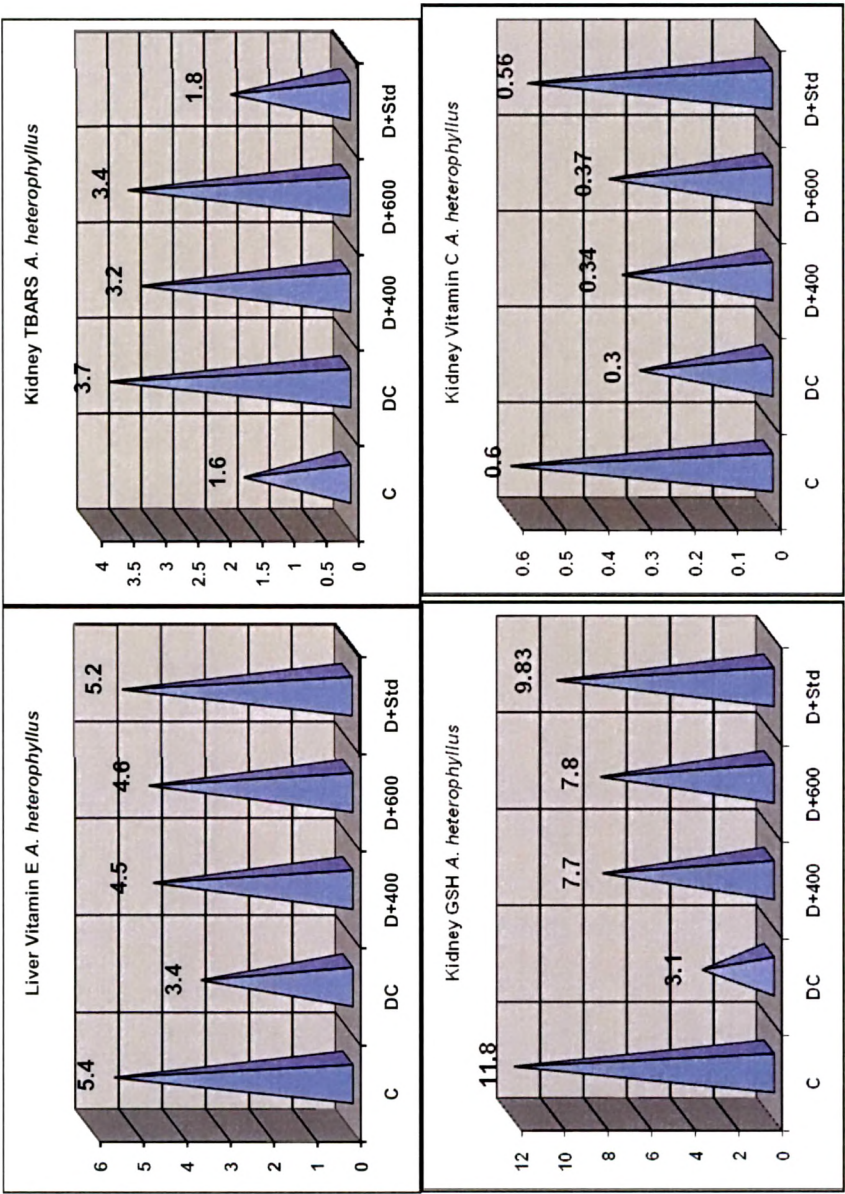 Liver Vitamin E A. heterophyllus
5.4
3.4
4.5
4.6
5.2
6
5
4
3
2
1
0
C
DC
D+400
D+600
D+Std
Kidney TBARS A. heterophyllus
1.6
3.7
3.2
3.4
1.8
4
3.5
3
2.5
2
1.5
1
0.5
0
C
DC
D+400
D+600
D+Std
Kidney GSH A. heterophyllus
11.8
3.1
7.7
7.8
9.83
12
10
8
6
4
2
0
C
DC
D+400
D+600
D+Std
Kidney Vitamin C A. heterophyllus
0.6
0.3
0.34
0.37
0.56
0.6
0.5
0.4
0.3
0.2
0.1
0
C
DC
D+400
D+600
D+Std